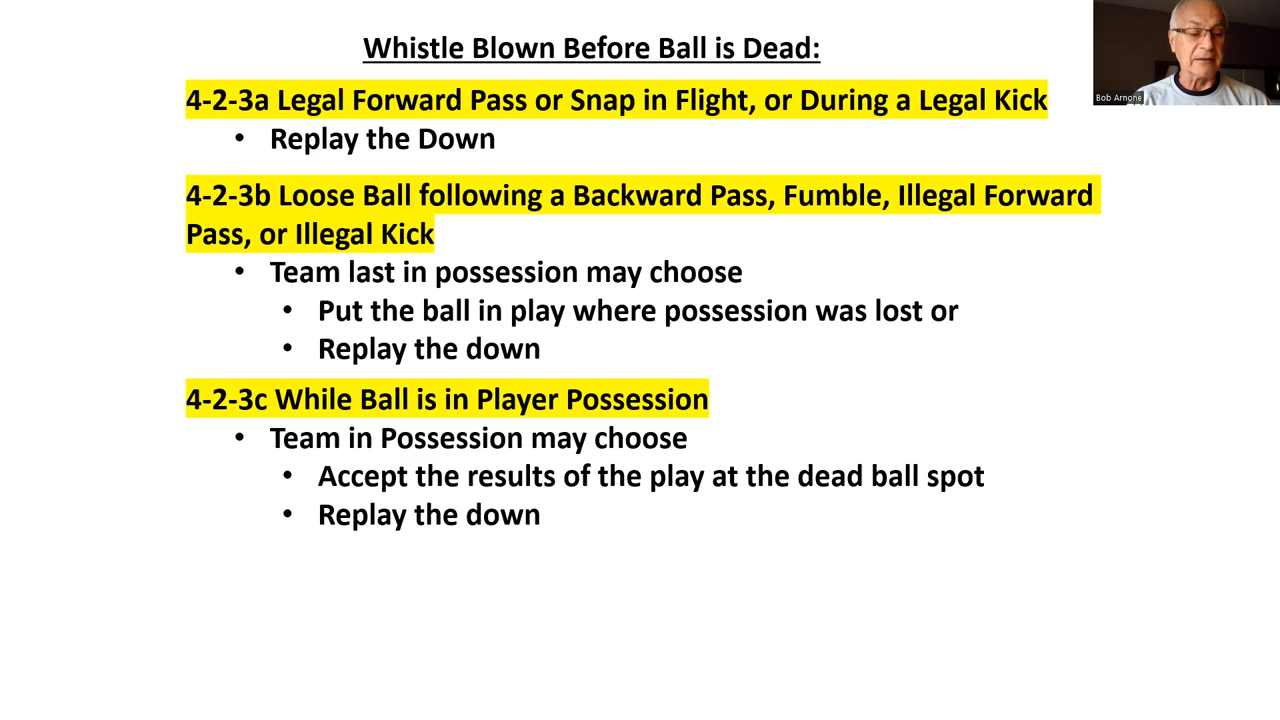 Whistle Blown Before Ball is Dead:
4-2-3a Legal Forward Pass or Snap in Flight, or During a Legal Kick
• Replay the Down
4-2-3b Loose Ball following a Backward Pass, Fumble, Illegal Forward
Pass, or Illegal Kick
• Team last in possession may choose
• Put the ball in play where possession was lost or
• Replay the down
4-2-3c While Ball is in Player Possession
• Team in Possession may choose
• Accept the results of the play at the dead ball spot
• Replay the down
Bob Arnone